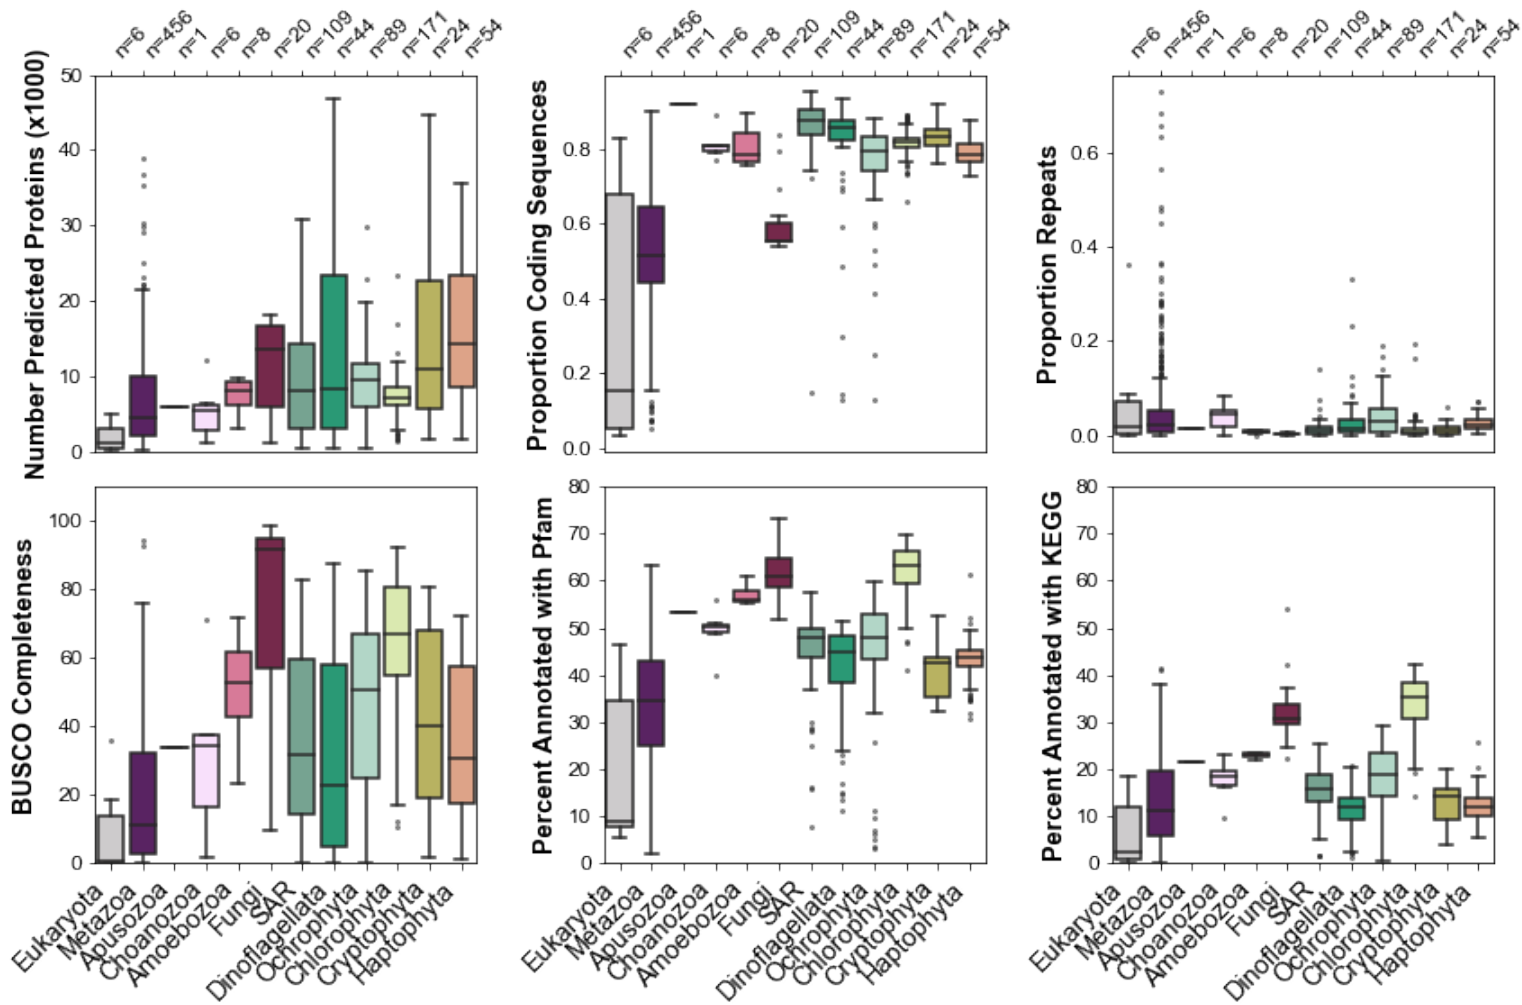 n=6 n=456 n=1 n=6 n=8 n=20 n=109 n=44 n=89 n=171 n=24 n=54
n=6 n=456 n=1 n=6 n=8 n=20 n=109 n=44 n=89 n=171 n=24 n=54
n=6 n=456 n=1 n=6 n=8 n=20 n=109 n=44 n=89 n=171 n=24 n=54
Number Predicted Proteins (x1000)
50
40
30
20
10
0
Proportion Coding Sequences
0.8
0.6
0.4
0.2
0.0
Proportion Repeats
0.6
0.4
0.2
0.0
BUSCO Completeness
100
80
60
40
20
0
Percent Annotated with Pfam
80
70
60
50
40
30
20
10
0
Percent Annotated with KEGG
80
70
60
50
40
30
20
10
0
Eukaryota
Metazoa
Apusozoa
Choanozoa
Amoebozoa
Fungi
SAR
Dinoflagellata
Ochrophyta
Chlorophyta
Cryptophyta
Haptophyta
Eukaryota
Metazoa
Apusozoa
Choanozoa
Amoebozoa
Fungi
SAR
Dinoflagellata
Ochrophyta
Chlorophyta
Cryptophyta
Haptophyta
Eukaryota
Metazoa
Apusozoa
Choanozoa
Amoebozoa
Fungi
SAR
Dinoflagellata
Ochrophyta
Chlorophyta
Cryptophyta
Haptophyta